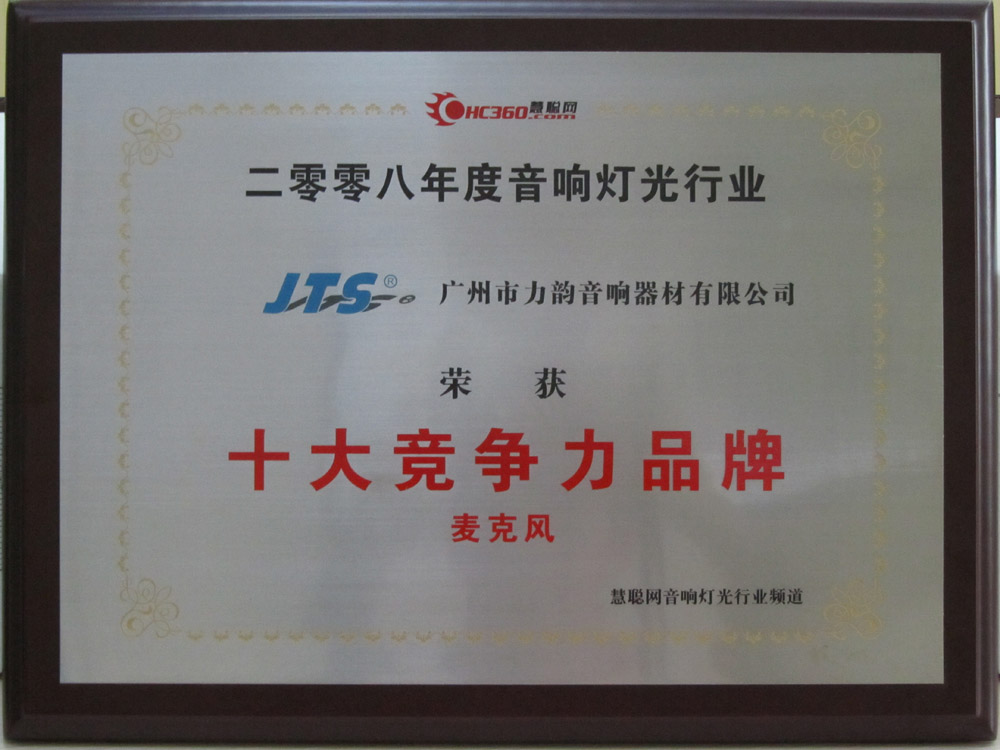 HC360慧聪网
.com
二零零八年度音响灯光行业
JTS® 广州市力韵音响器材有限公司
荣 获
十大竞争力品牌
麦克风
慧聪网音响灯光行业频道